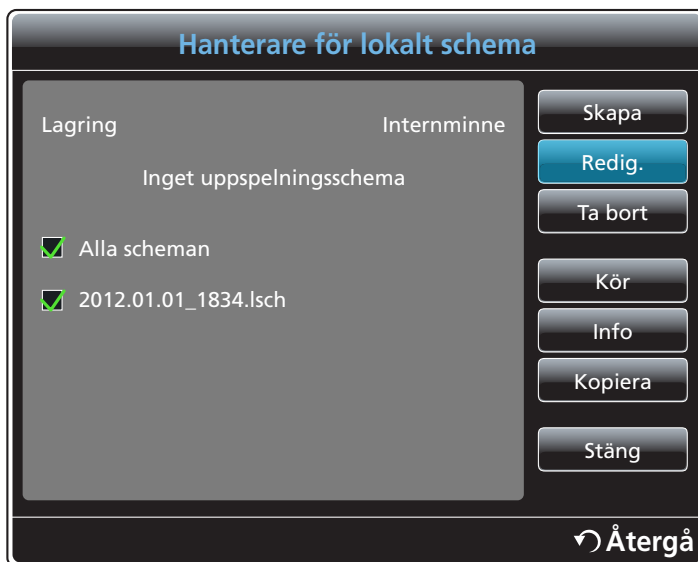 Hanterare för lokalt schema
Lagring Internminne
Inget uppspelningsschema
Alla scheman
2012.01.01_1834.lsch
Skapa
Redig.
Ta bort
Kör
Info
Kopiera
Stäng
Återgå